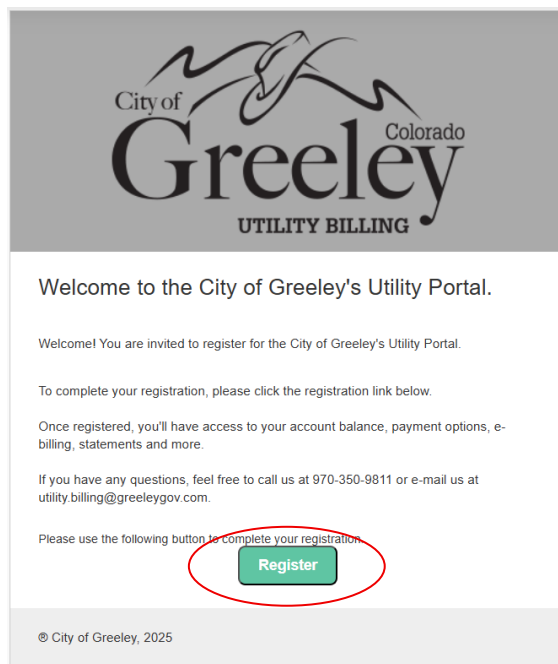 City of
Greeley
Colorado
UTILITY BILLING
Welcome to the City of Greeley's Utility Portal.
Welcome! You are invited to register for the City of Greeley's Utility Portal.
To complete your registration, please click the registration link below.
Once registered, you'll have access to your account balance, payment options, e-
billing, statements and more.
If you have any questions, feel free to call us at 970-350-9811 or e-mail us at
utility.billing@greeleygov.com.
Please use the following button to complete your registration.
Register
® City of Greeley, 2025